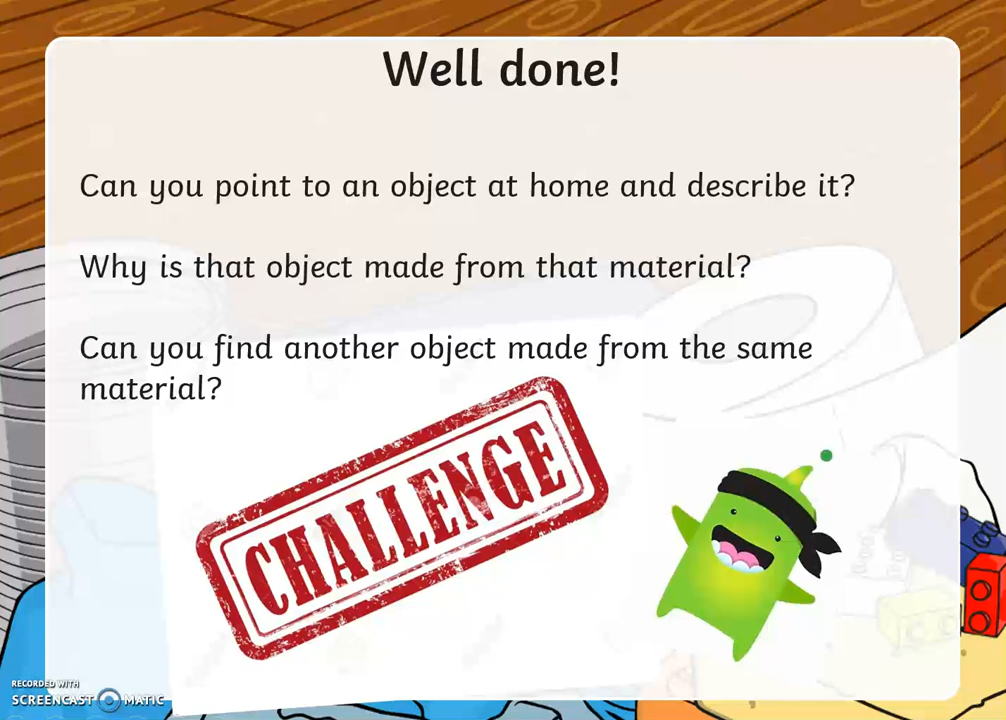 Well done!
Can you point to an object at home and describe it?
Why is that object made from that material?
Can you find another object made from the same
material?
CHALLENGE
RECORDED WITH
SCREENCAST MATIC